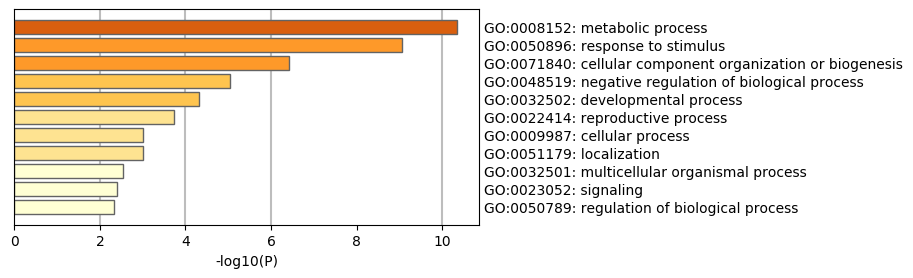 GO:0008152: metabolic process
GO:0050896: response to stimulus
GO:0071840: cellular component organization or biogenesis
GO:0048519: negative regulation of biological process
GO:0032502: developmental process
GO:0022414: reproductive process
GO:0009987: cellular process
GO:0051179: localization
GO:0032501: multicellular organismal process
GO:0023052: signaling
GO:0050789: regulation of biological process
0 2 4 6 8 10
-log10(P)